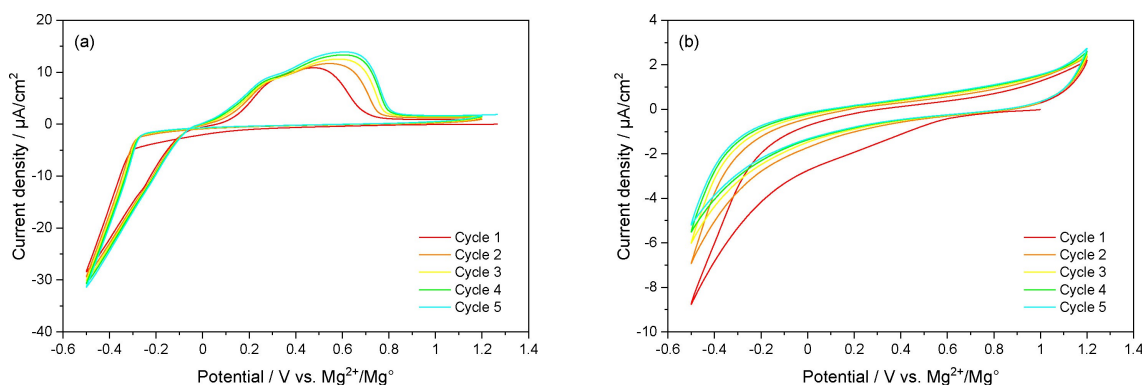 (a)
Current density / µA/cm²
20
10
0
-10
-20
-30
-40
-0.6
-0.4
-0.2
0
0.2
0.4
0.6
0.8
1.0
1.2
1.4
Potential / V vs. Mg²⁺/Mg°
Cycle 1
Cycle 2
Cycle 3
Cycle 4
Cycle 5
(b)
Current density / µA/cm²
4
2
0
-2
-4
-6
-8
-10
-0.6
-0.4
-0.2
0
0.2
0.4
0.6
0.8
1.0
1.2
1.4
Potential / V vs. Mg²⁺/Mg°
Cycle 1
Cycle 2
Cycle 3
Cycle 4
Cycle 5